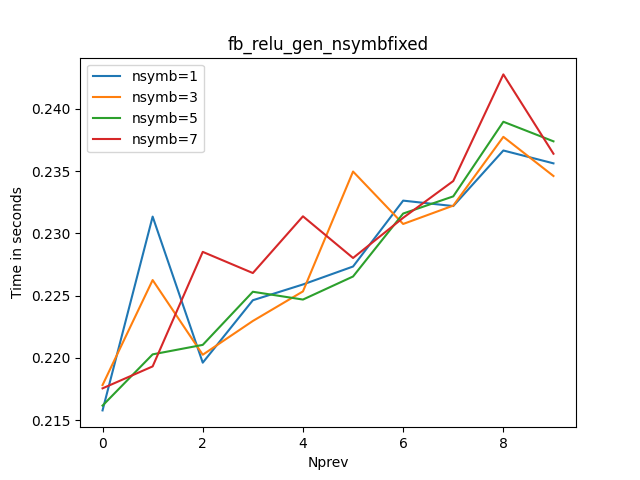 fb_relu_gen_nsymbfixed
nsymb=1
nsymb=3
nsymb=5
nsymb=7
0.240
0.235
0.230
0.225
0.220
0.215
Time in seconds
0 2 4 6 8
Nprev